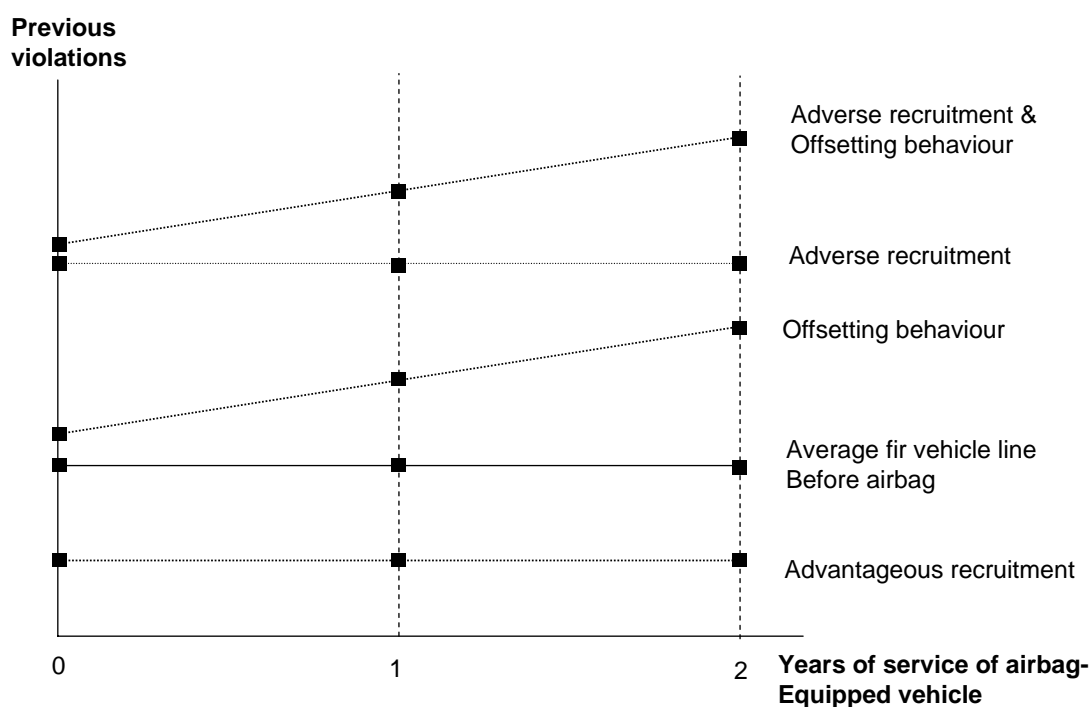 Previous
violations
Adverse recruitment &
Offsetting behaviour
Adverse recruitment
Offsetting behaviour
Average fir vehicle line
Before airbag
Advantageous recruitment
0
1
2
Years of service of airbag-
Equipped vehicle